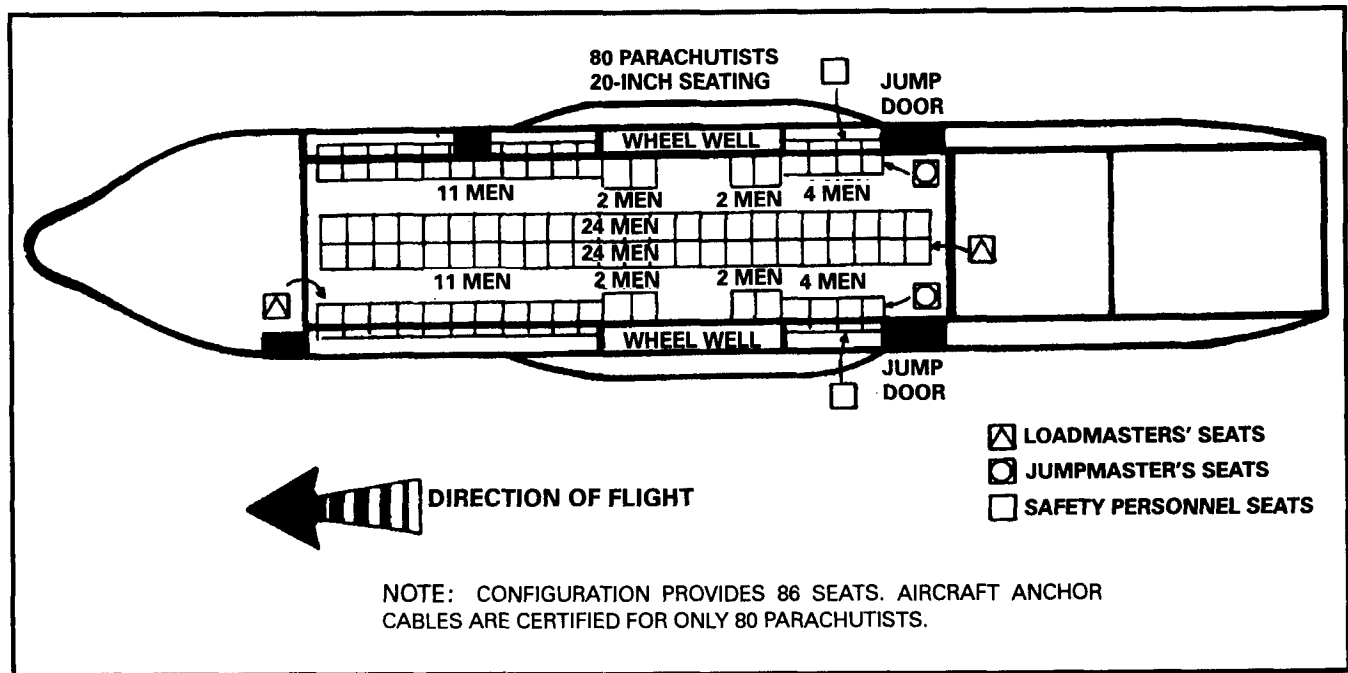 80 PARACHUTISTS
20-INCH SEATING
JUMP
DOOR
WHEEL WELL
11 MEN
2 MEN
2 MEN
4 MEN
24 MEN
24 MEN
11 MEN
2 MEN
2 MEN
4 MEN
WHEEL WELL
JUMP
DOOR
LOADMASTERS' SEATS
JUMPMASTER'S SEATS
SAFETY PERSONNEL SEATS
DIRECTION OF FLIGHT
NOTE: CONFIGURATION PROVIDES 86 SEATS. AIRCRAFT ANCHOR
CABLES ARE CERTIFIED FOR ONLY 80 PARACHUTISTS.